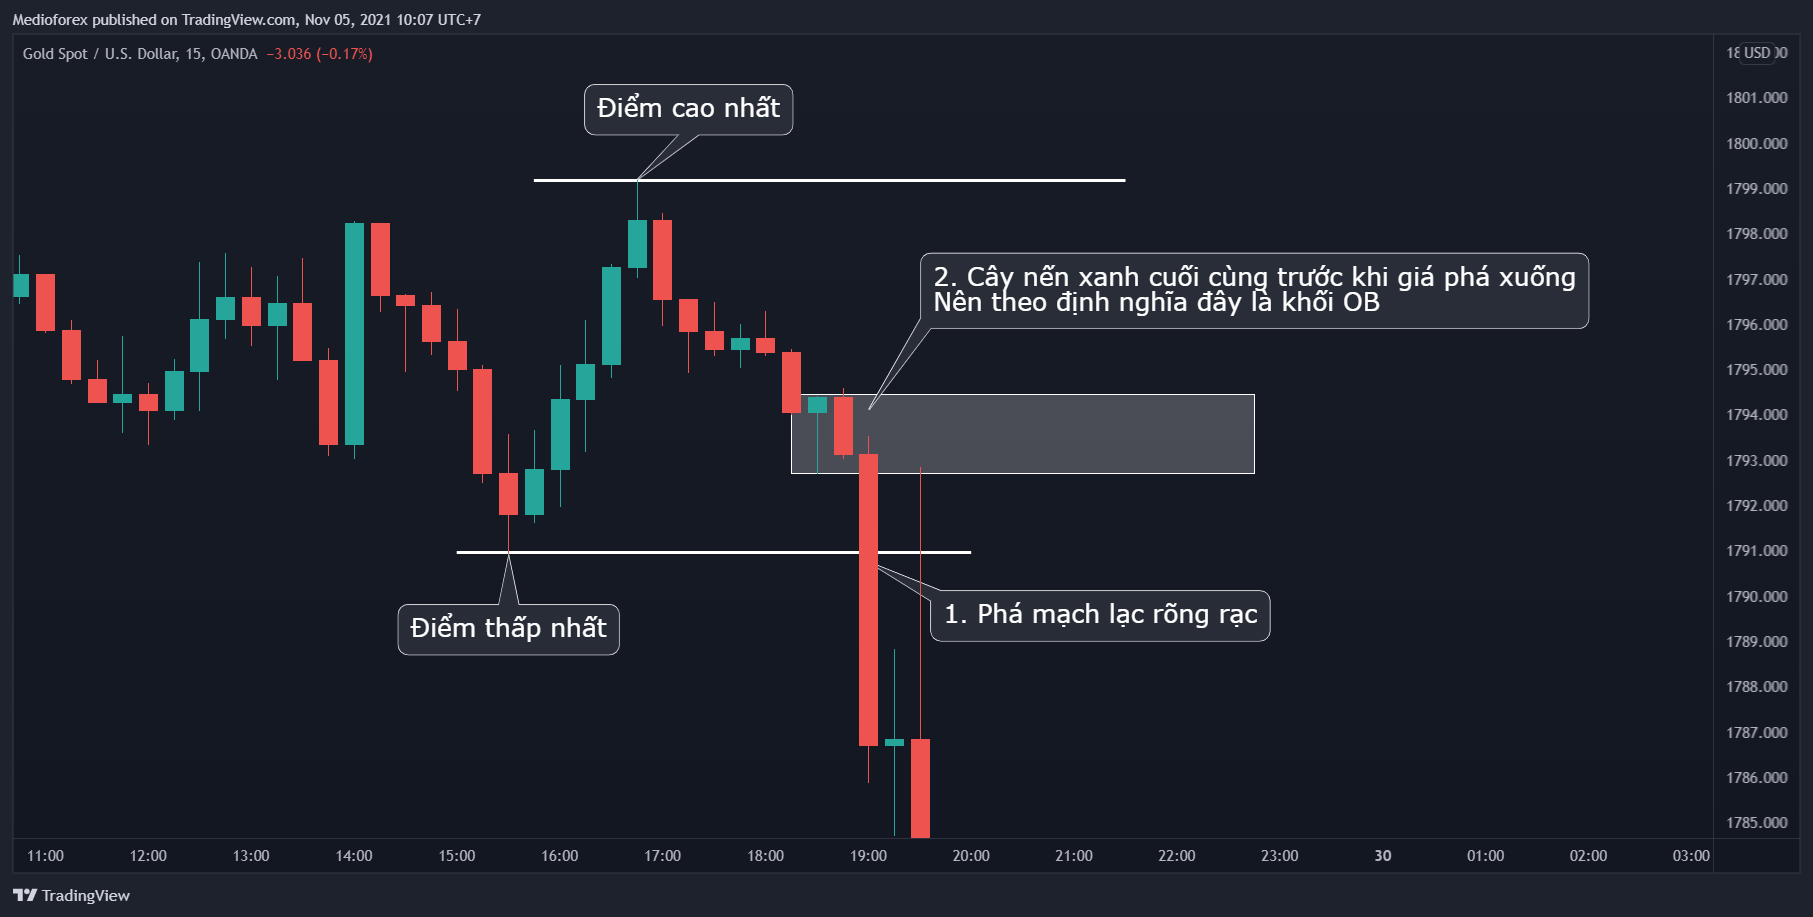 Medioforex published on TradingView.com, Nov 05, 2021 10:07 UTC+7
Gold Spot / U.S. Dollar, 15, OANDA −3.036 (−0.17%)
USD
1801.000
1800.000
1799.000
1798.000
1797.000
1796.000
1795.000
1794.000
1793.000
1792.000
1791.000
1790.000
1789.000
1788.000
1787.000
1786.000
1785.000
Điểm cao nhất
2. Cây nến xanh cuối cùng trước khi giá phá xuống
Nên theo định nghĩa đây là khối OB
1. Phá mạch lạc rõng rạc
Điểm thấp nhất
11:00 12:00 13:00 14:00 15:00 16:00 17:00 18:00 19:00 20:00 21:00 22:00 23:00 30 01:00 02:00 03:00
TradingView